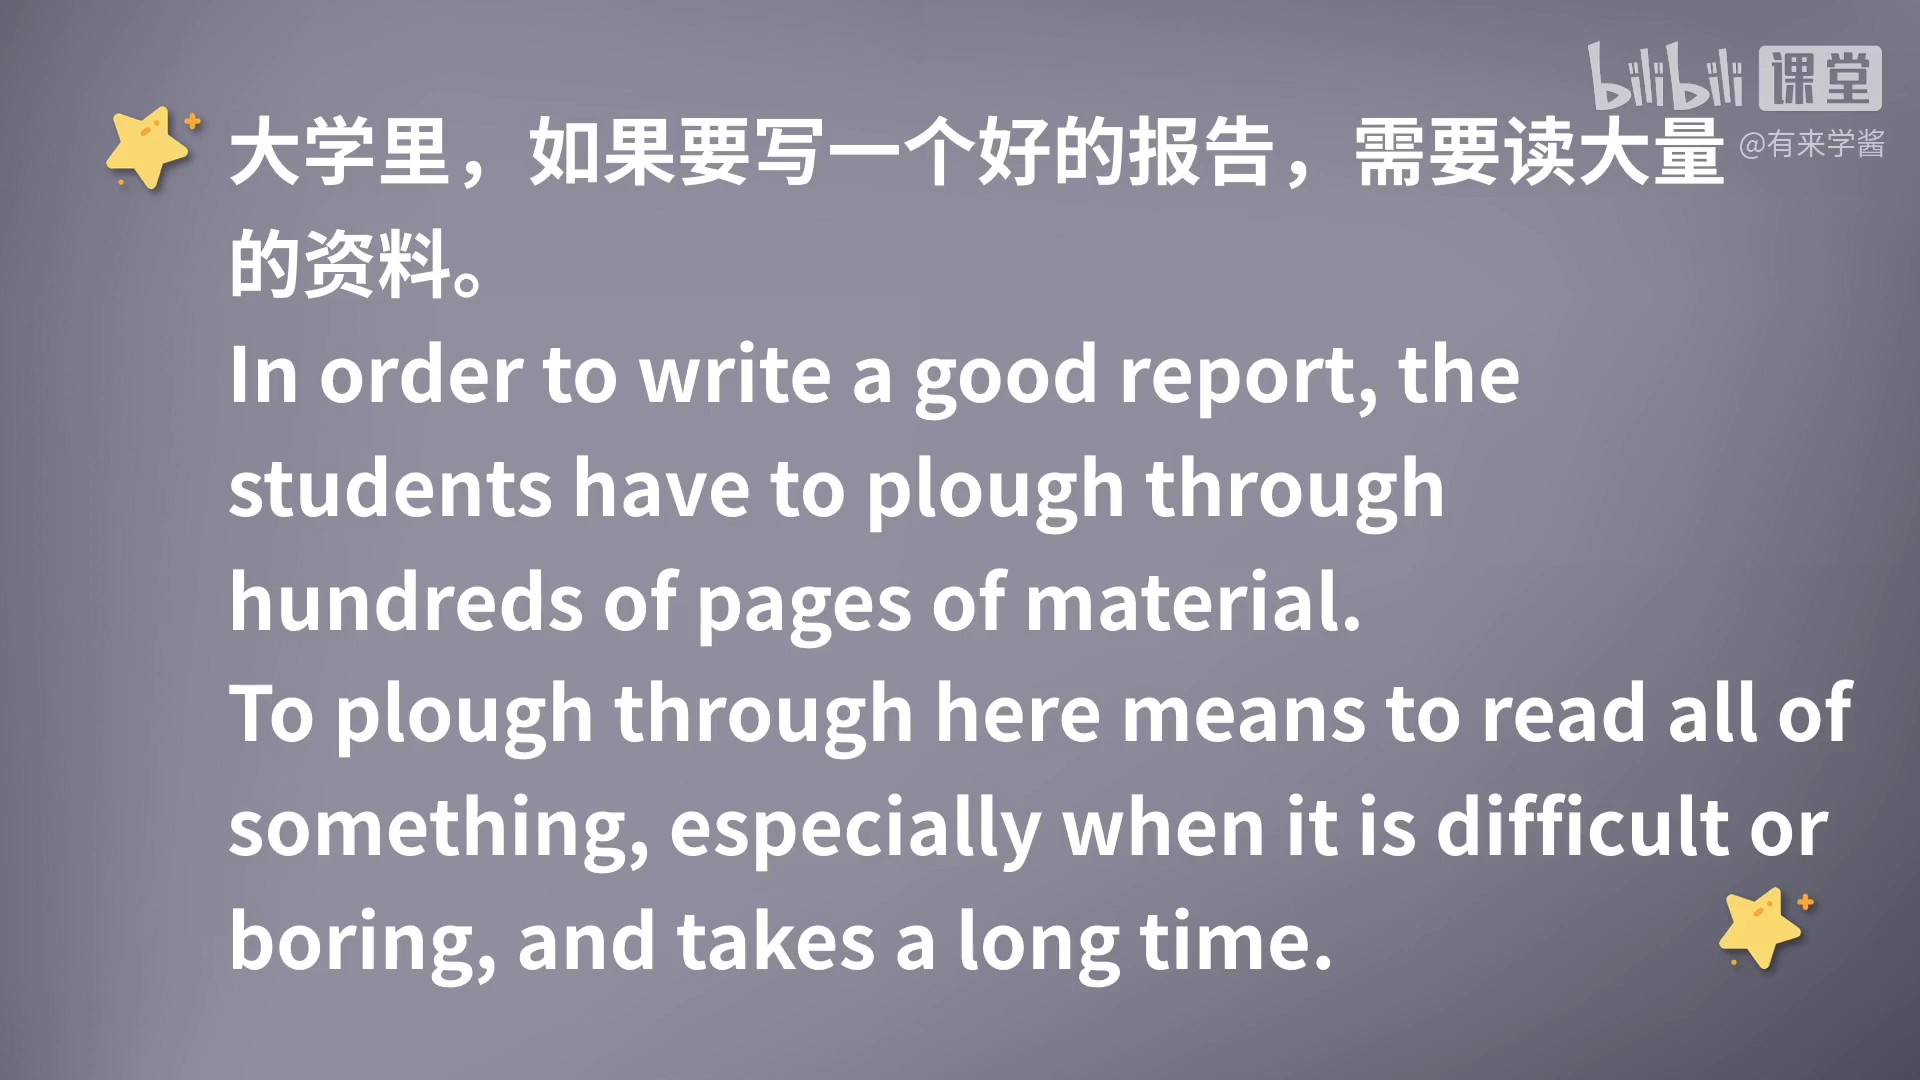 bilibili 课堂
@有来学酱
大学里，如果要写一个好的报告，需要读大量
的资料。
In order to write a good report, the
students have to plough through
hundreds of pages of material.
To plough through here means to read all of
something, especially when it is difficult or
boring, and takes a long time.